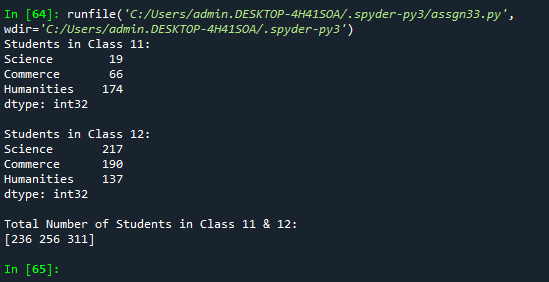 In [64]: runfile('C:/Users/admin.DESKTOP-4H41SOA/.spyder-py3/assgn33.py',
wdir='C:/Users/admin.DESKTOP-4H41SOA/.spyder-py3')
Students in Class 11:
Science 19
Commerce 66
Humanities 174
dtype: int32
Students in Class 12:
Science 217
Commerce 190
Humanities 137
dtype: int32
Total Number of Students in Class 11 & 12:
[236 256 311]
In [65]: